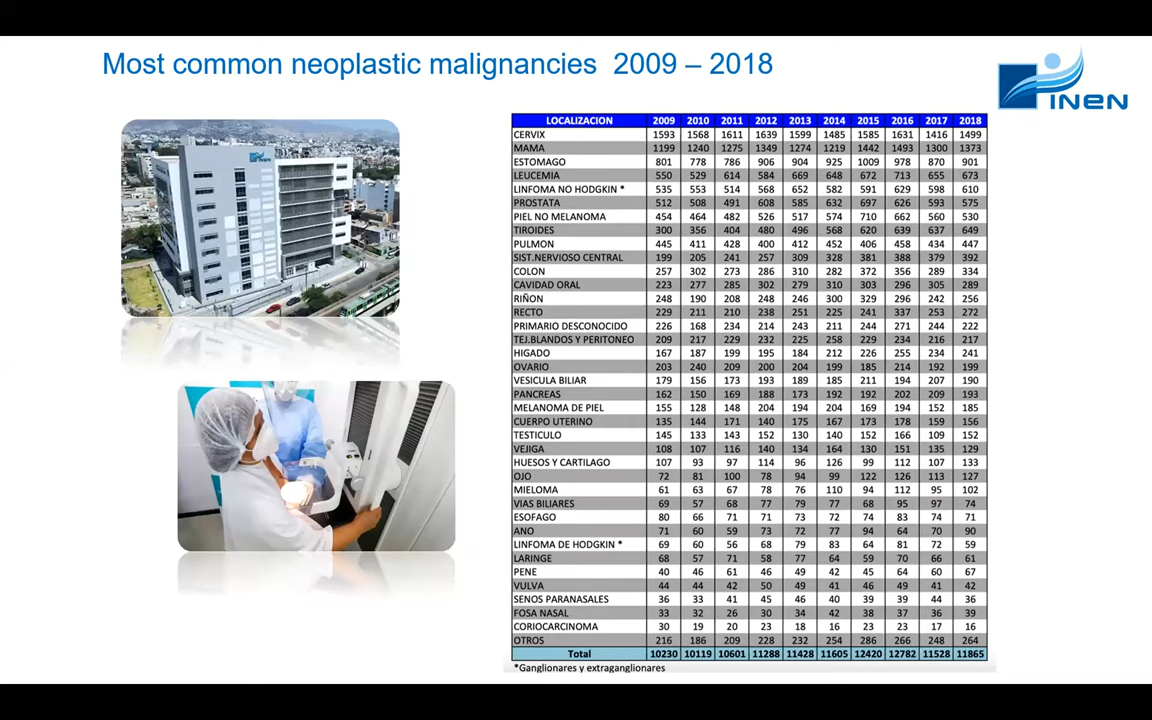 Most common neoplastic malignancies 2009 – 2018
INEN
INEN
LOCALIZACION 2009 2010 2011 2012 2013 2014 2015 2016 2017 2018
CERVIX 1593 1568 1611 1639 1599 1485 1585 1631 1416 1499
MAMA 1199 1240 1275 1349 1274 1219 1442 1493 1300 1373
ESTOMAGO 801 778 786 906 904 925 1009 978 870 901
LEUCEMIA 550 529 614 584 669 648 672 713 655 673
LINFOMA NO HODGKIN * 535 553 514 568 652 582 591 629 598 610
PROSTATA 512 508 491 608 585 632 697 626 593 575
PIEL NO MELANOMA 454 464 482 526 517 574 710 662 560 530
TIROIDES 300 356 404 480 496 568 620 639 637 649
PULMON 445 411 428 400 412 452 406 458 434 447
SIST.NERVIOSO CENTRAL 199 205 241 257 309 328 381 388 379 392
COLON 257 302 273 286 310 282 372 356 289 334
CAVIDAD ORAL 223 277 285 302 279 310 303 296 305 289
RIÑON 248 190 208 248 246 300 329 296 242 256
RECTO 229 211 210 238 251 225 241 337 253 272
PRIMARIO DESCONOCIDO 226 168 234 214 243 211 244 271 244 222
TEJ.BLANDOS Y PERITONEO 209 217 229 232 225 258 229 234 216 217
HIGADO 167 187 199 195 184 212 226 255 234 241
OVARIO 203 240 209 200 204 199 185 214 192 199
VESICULA BILIAR 179 156 173 193 189 185 211 194 207 190
PANCREAS 162 150 169 188 173 192 192 202 209 193
MELANOMA DE PIEL 155 128 148 204 194 204 169 194 152 185
CUERPO UTERINO 135 144 171 140 175 167 173 178 159 156
TESTICULO 145 133 143 152 130 140 152 166 109 152
VEJIGA 108 107 116 140 134 164 130 151 135 129
HUESOS Y CARTILAGO 107 93 97 114 96 126 99 112 107 133
OJO 72 81 100 78 94 99 122 126 113 127
MIELOMA 61 63 67 78 76 110 94 112 95 102
VIAS BILIARES 69 57 68 77 79 77 68 95 97 74
ESOFAGO 80 66 71 71 73 72 74 83 74 71
ANO 71 60 59 73 72 77 94 64 70 90
LINFOMA DE HODGKIN * 69 60 56 68 79 83 64 81 72 59
LARINGE 68 57 71 58 77 64 59 70 66 61
PENE 40 46 61 46 49 42 45 64 60 67
VULVA 44 44 42 50 49 41 46 49 41 42
SENOS PARANASALES 36 33 41 45 46 40 39 39 44 36
FOSA NASAL 33 32 26 30 34 42 38 37 36 39
CORIOCARCINOMA 30 19 20 23 18 16 23 23 17 16
OTROS 216 186 209 228 232 254 286 266 248 264
Total 10230 10119 10601 11288 11428 11605 12420 12782 11528 11865
*Ganglionares y extraganglionares